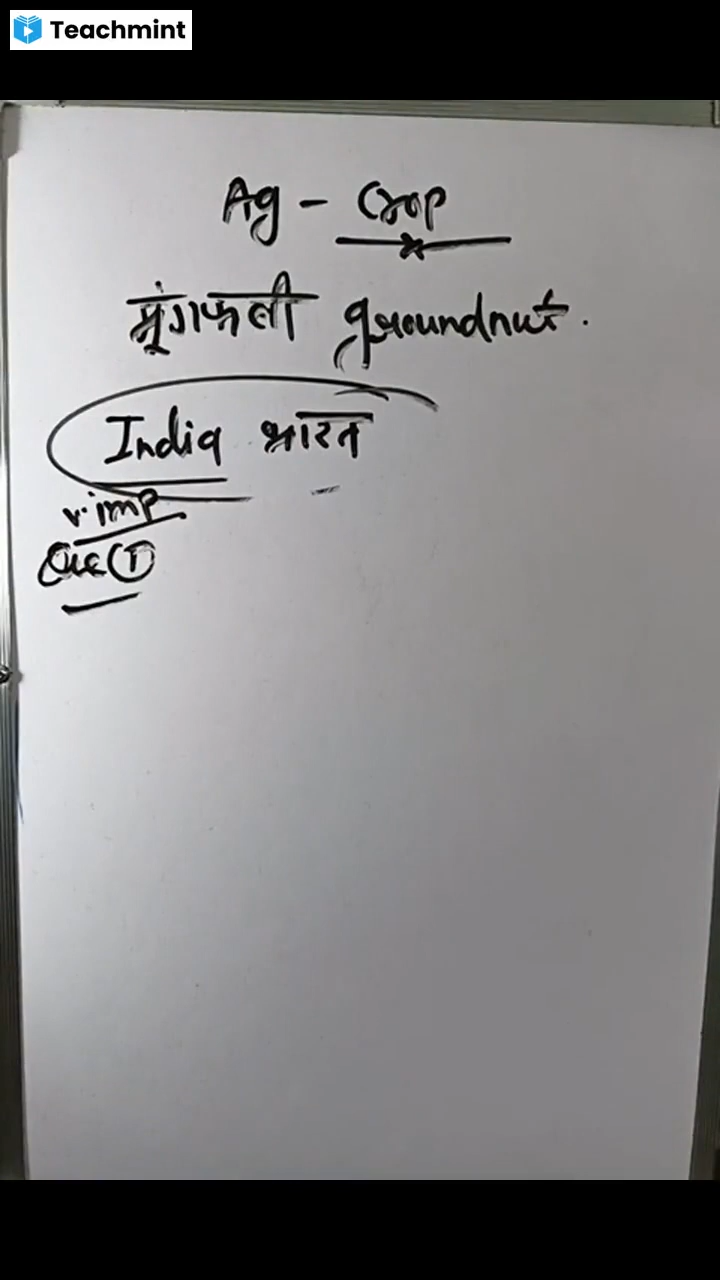 Teachmint
Ag - Crop
मूंगफली groundnut.
India भारत
v.imp
Que ①